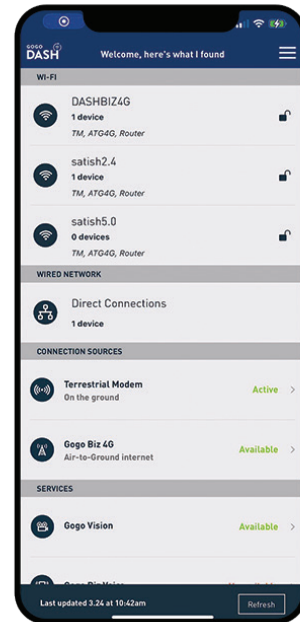 GOGO
DASH
Welcome, here's what I found
WI-FI
DASHBIZ4G
1 device
TM, ATG4G, Router
satish2.4
1 device
TM, ATG4G, Router
satish5.0
0 devices
TM, ATG4G, Router
WIRED NETWORK
Direct Connections
1 device
CONNECTION SOURCES
Terrestrial Modem
On the ground
Active
Gogo Biz 4G
Air-to-Ground internet
Available
SERVICES
Gogo Vision
Available
Last updated 3.24 at 10:42am
Refresh